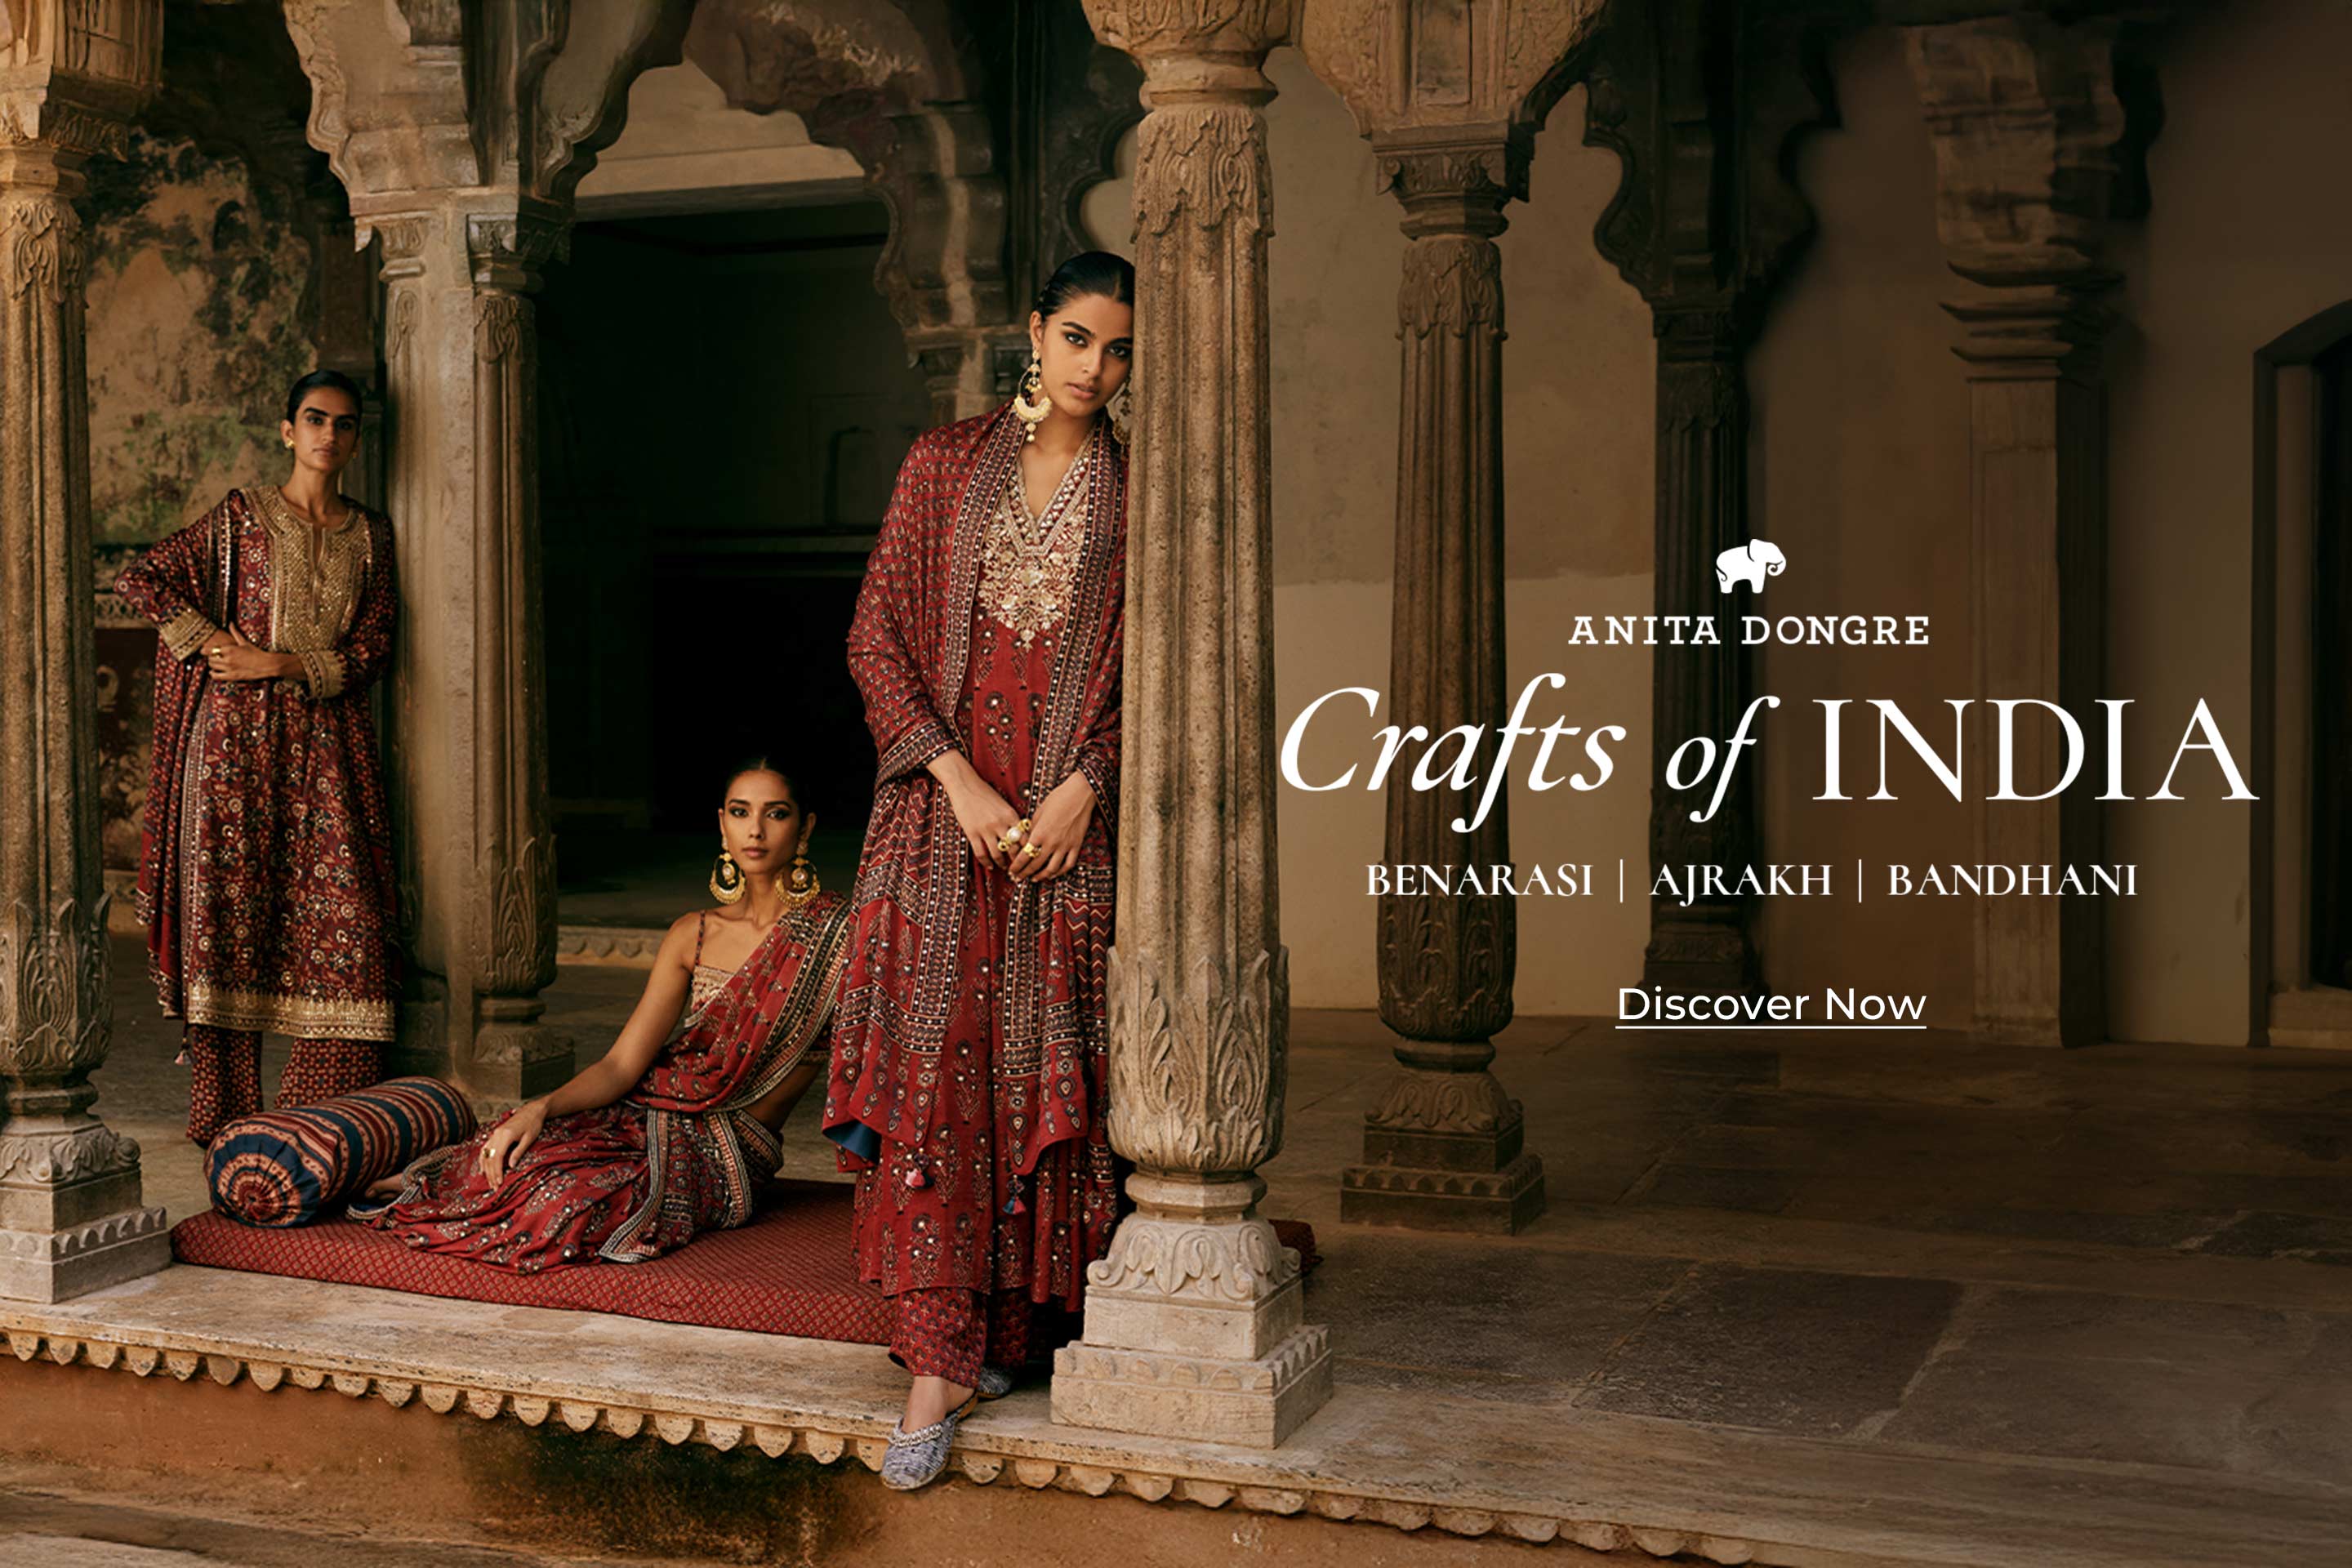 ANITA DONGRE
Crafts of INDIA
BENARASI | AJRAKH | BANDHANI
Discover Now